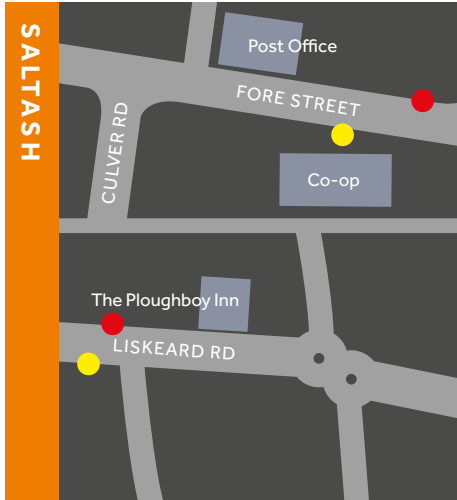 SALTASH
Post Office
FORE STREET
CULVER RD
Co-op
The Ploughboy Inn
LISKEARD RD